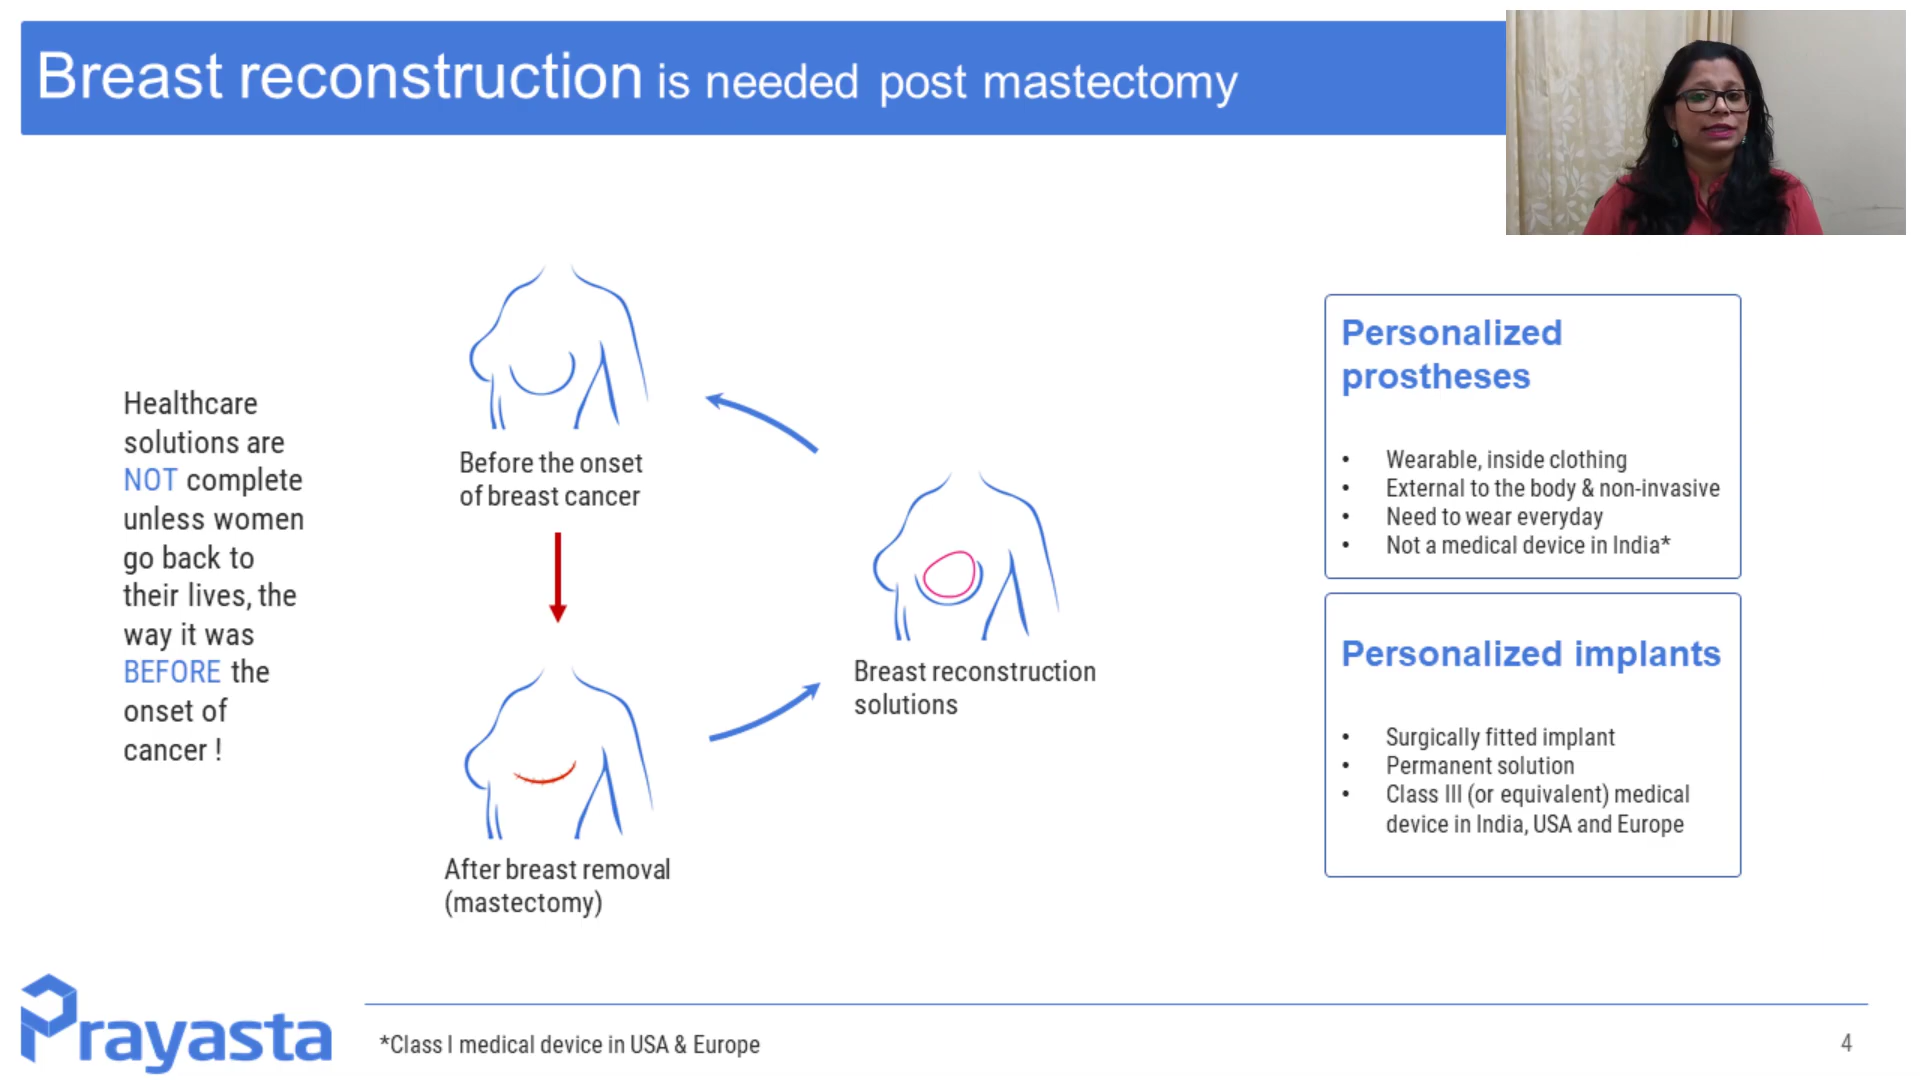 Breast reconstruction is needed post mastectomy
Healthcare
solutions are
NOT complete
unless women
go back to
their lives, the
way it was
BEFORE the
onset of
cancer !
Before the onset
of breast cancer
After breast removal
(mastectomy)
Breast reconstruction
solutions
Personalized
prostheses
• Wearable, inside clothing
• External to the body & non-invasive
• Need to wear everyday
• Not a medical device in India*
Personalized implants
• Surgically fitted implant
• Permanent solution
• Class III (or equivalent) medical
device in India, USA and Europe
Prayasta
*Class I medical device in USA & Europe
4